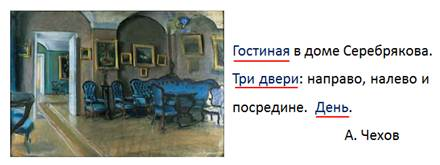 Гостиная в доме Серебрякова.
Три двери: направо, налево и
посредине. День.
А. Чехов